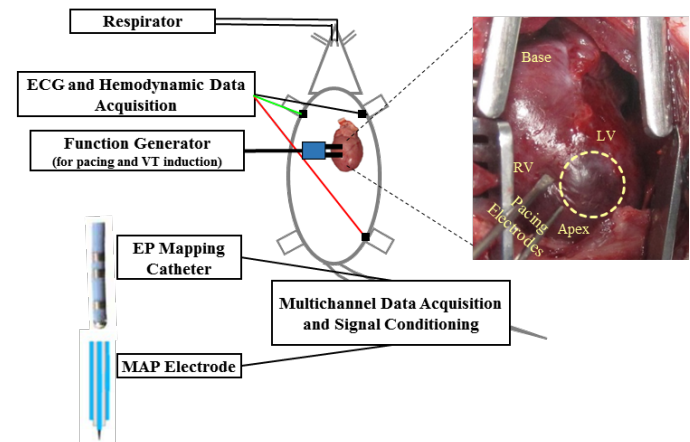 Respirator
ECG and Hemodynamic Data
Acquisition
Function Generator
(for pacing and VT induction)
EP Mapping
Catheter
Multichannel Data Acquisition
and Signal Conditioning
MAP Electrode
Base
LV
RV
Pacing
Electrodes
Apex